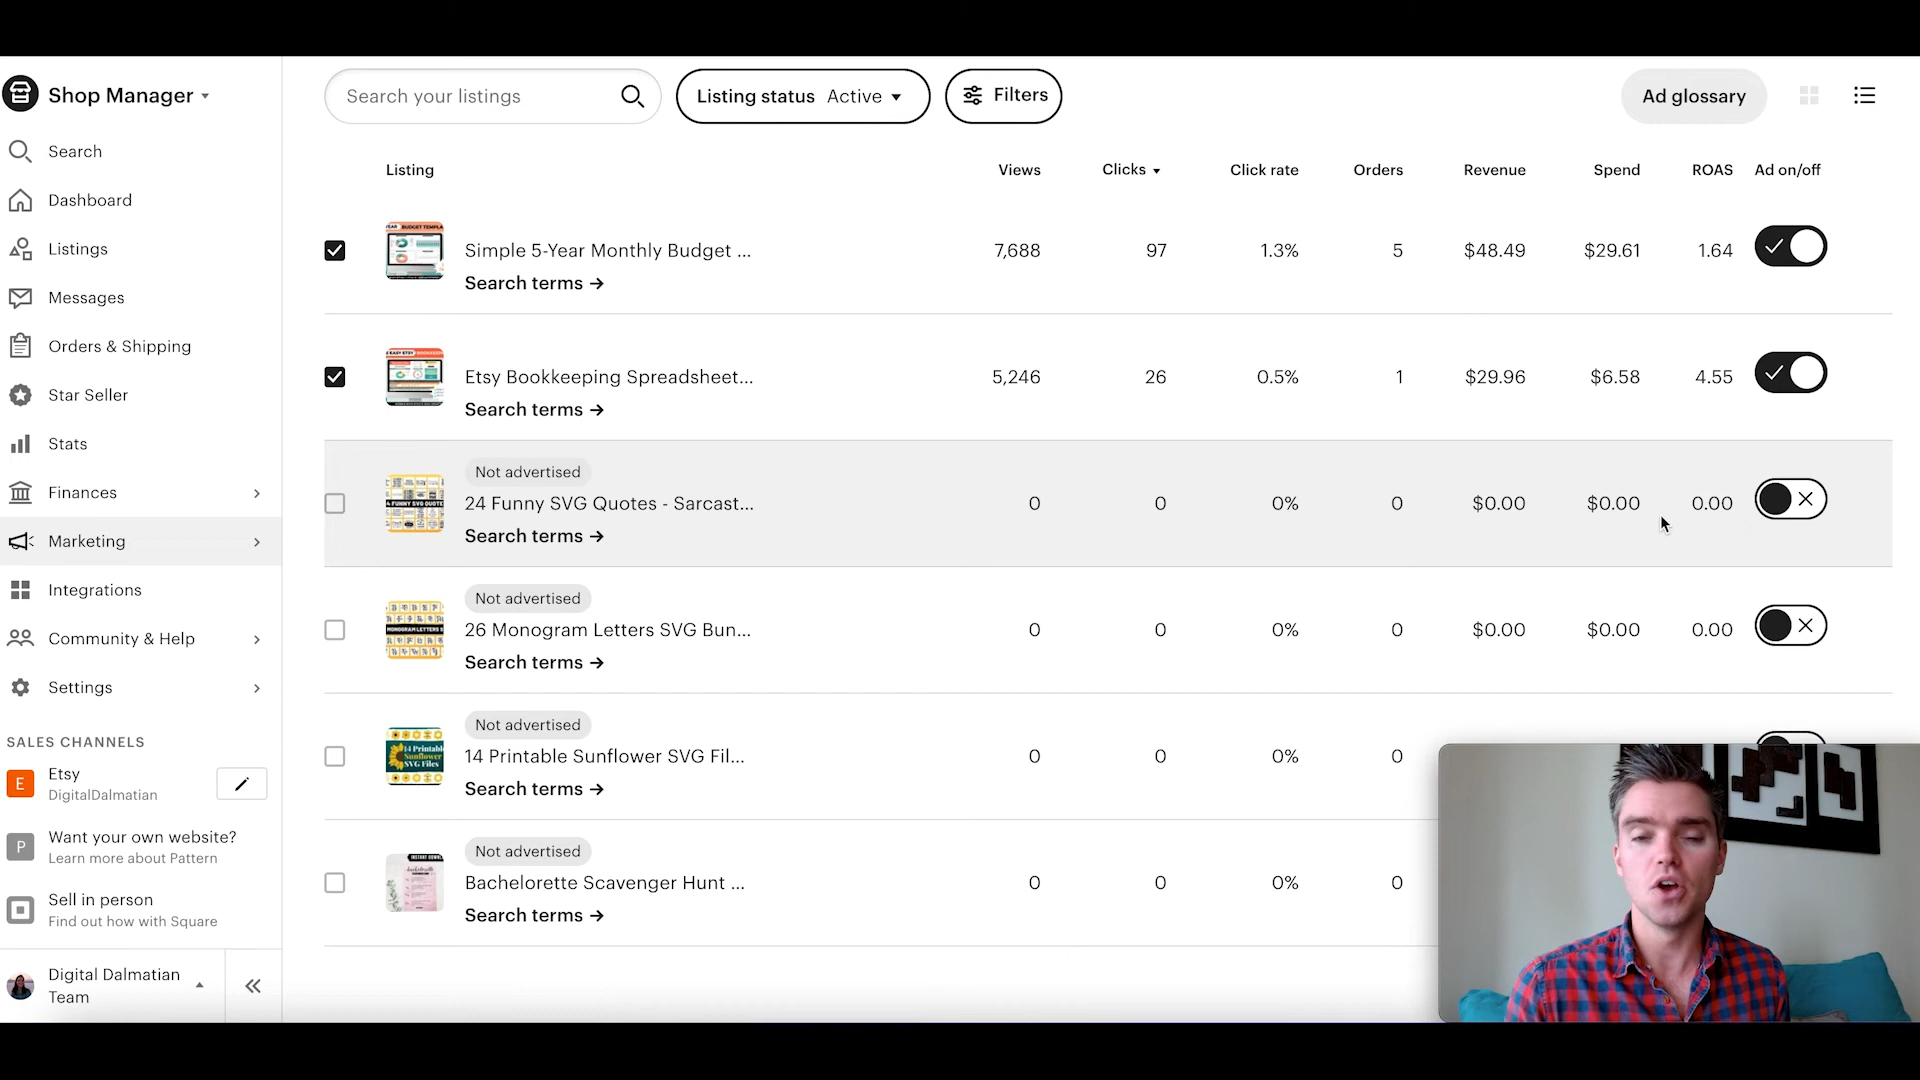 Shop Manager
Search
Dashboard
Listings
Messages
Orders & Shipping
Star Seller
Stats
Finances
Marketing
Integrations
Community & Help
Settings
SALES CHANNELS
E
Etsy
DigitalDalmatian
P
Want your own website?
Learn more about Pattern
Sell in person
Find out how with Square
Digital Dalmatian
Team
Search your listings
Listing status Active
Filters
Ad glossary
Listing Views Clicks Click rate Orders Revenue Spend ROAS Ad on/off
Simple 5-Year Monthly Budget ... 7,688 97 1.3% 5 $48.49 $29.61 1.64
Search terms →
Etsy Bookkeeping Spreadsheet... 5,246 26 0.5% 1 $29.96 $6.58 4.55
Search terms →
Not advertised
24 Funny SVG Quotes - Sarcast... 0 0 0% 0 $0.00 $0.00 0.00
Search terms →
Not advertised
26 Monogram Letters SVG Bun... 0 0 0% 0 $0.00 $0.00 0.00
Search terms →
Not advertised
14 Printable Sunflower SVG Fil... 0 0 0% 0
Search terms →
Not advertised
Bachelorette Scavenger Hunt ... 0 0 0% 0
Search terms →